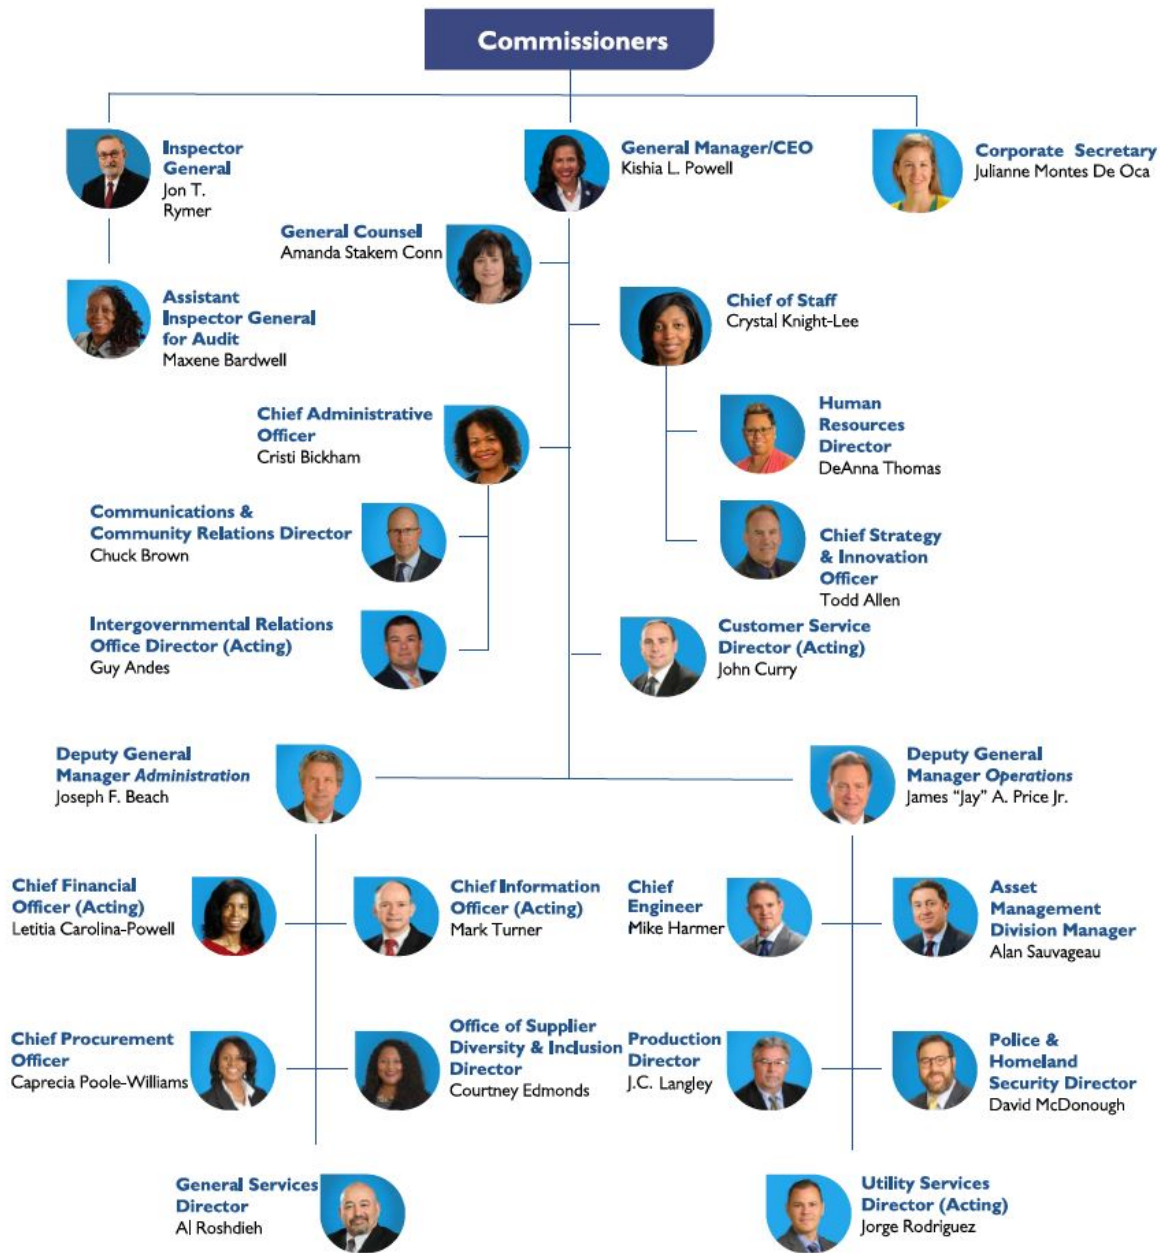 Commissioners
Inspector
General
Jon T.
Rymer
General Manager/CEO
Kishia L. Powell
Corporate Secretary
Julianne Montes De Oca
General Counsel
Amanda Stakem Conn
Assistant
Inspector General
for Audit
Maxene Bardwell
Chief of Staff
Crystal Knight-Lee
Chief Administrative
Officer
Cristi Bickham
Human
Resources
Director
DeAnna Thomas
Communications &
Community Relations Director
Chuck Brown
Chief Strategy
& Innovation
Officer
Todd Allen
Intergovernmental Relations
Office Director (Acting)
Guy Andes
Customer Service
Director (Acting)
John Curry
Deputy General
Manager Administration
Joseph F. Beach
Deputy General
Manager Operations
James “Jay” A. Price Jr.
Chief Financial
Officer (Acting)
Letitia Carolina-Powell
Chief Information
Officer (Acting)
Mark Turner
Chief
Engineer
Mike Harmer
Asset
Management
Division Manager
Alan Sauvageau
Chief Procurement
Officer
Caprecia Poole-Williams
Office of Supplier
Diversity & Inclusion
Director
Courtney Edmonds
Production
Director
J.C. Langley
Police &
Homeland
Security Director
David McDonough
General Services
Director
Al Roshdieh
Utility Services
Director (Acting)
Jorge Rodriguez